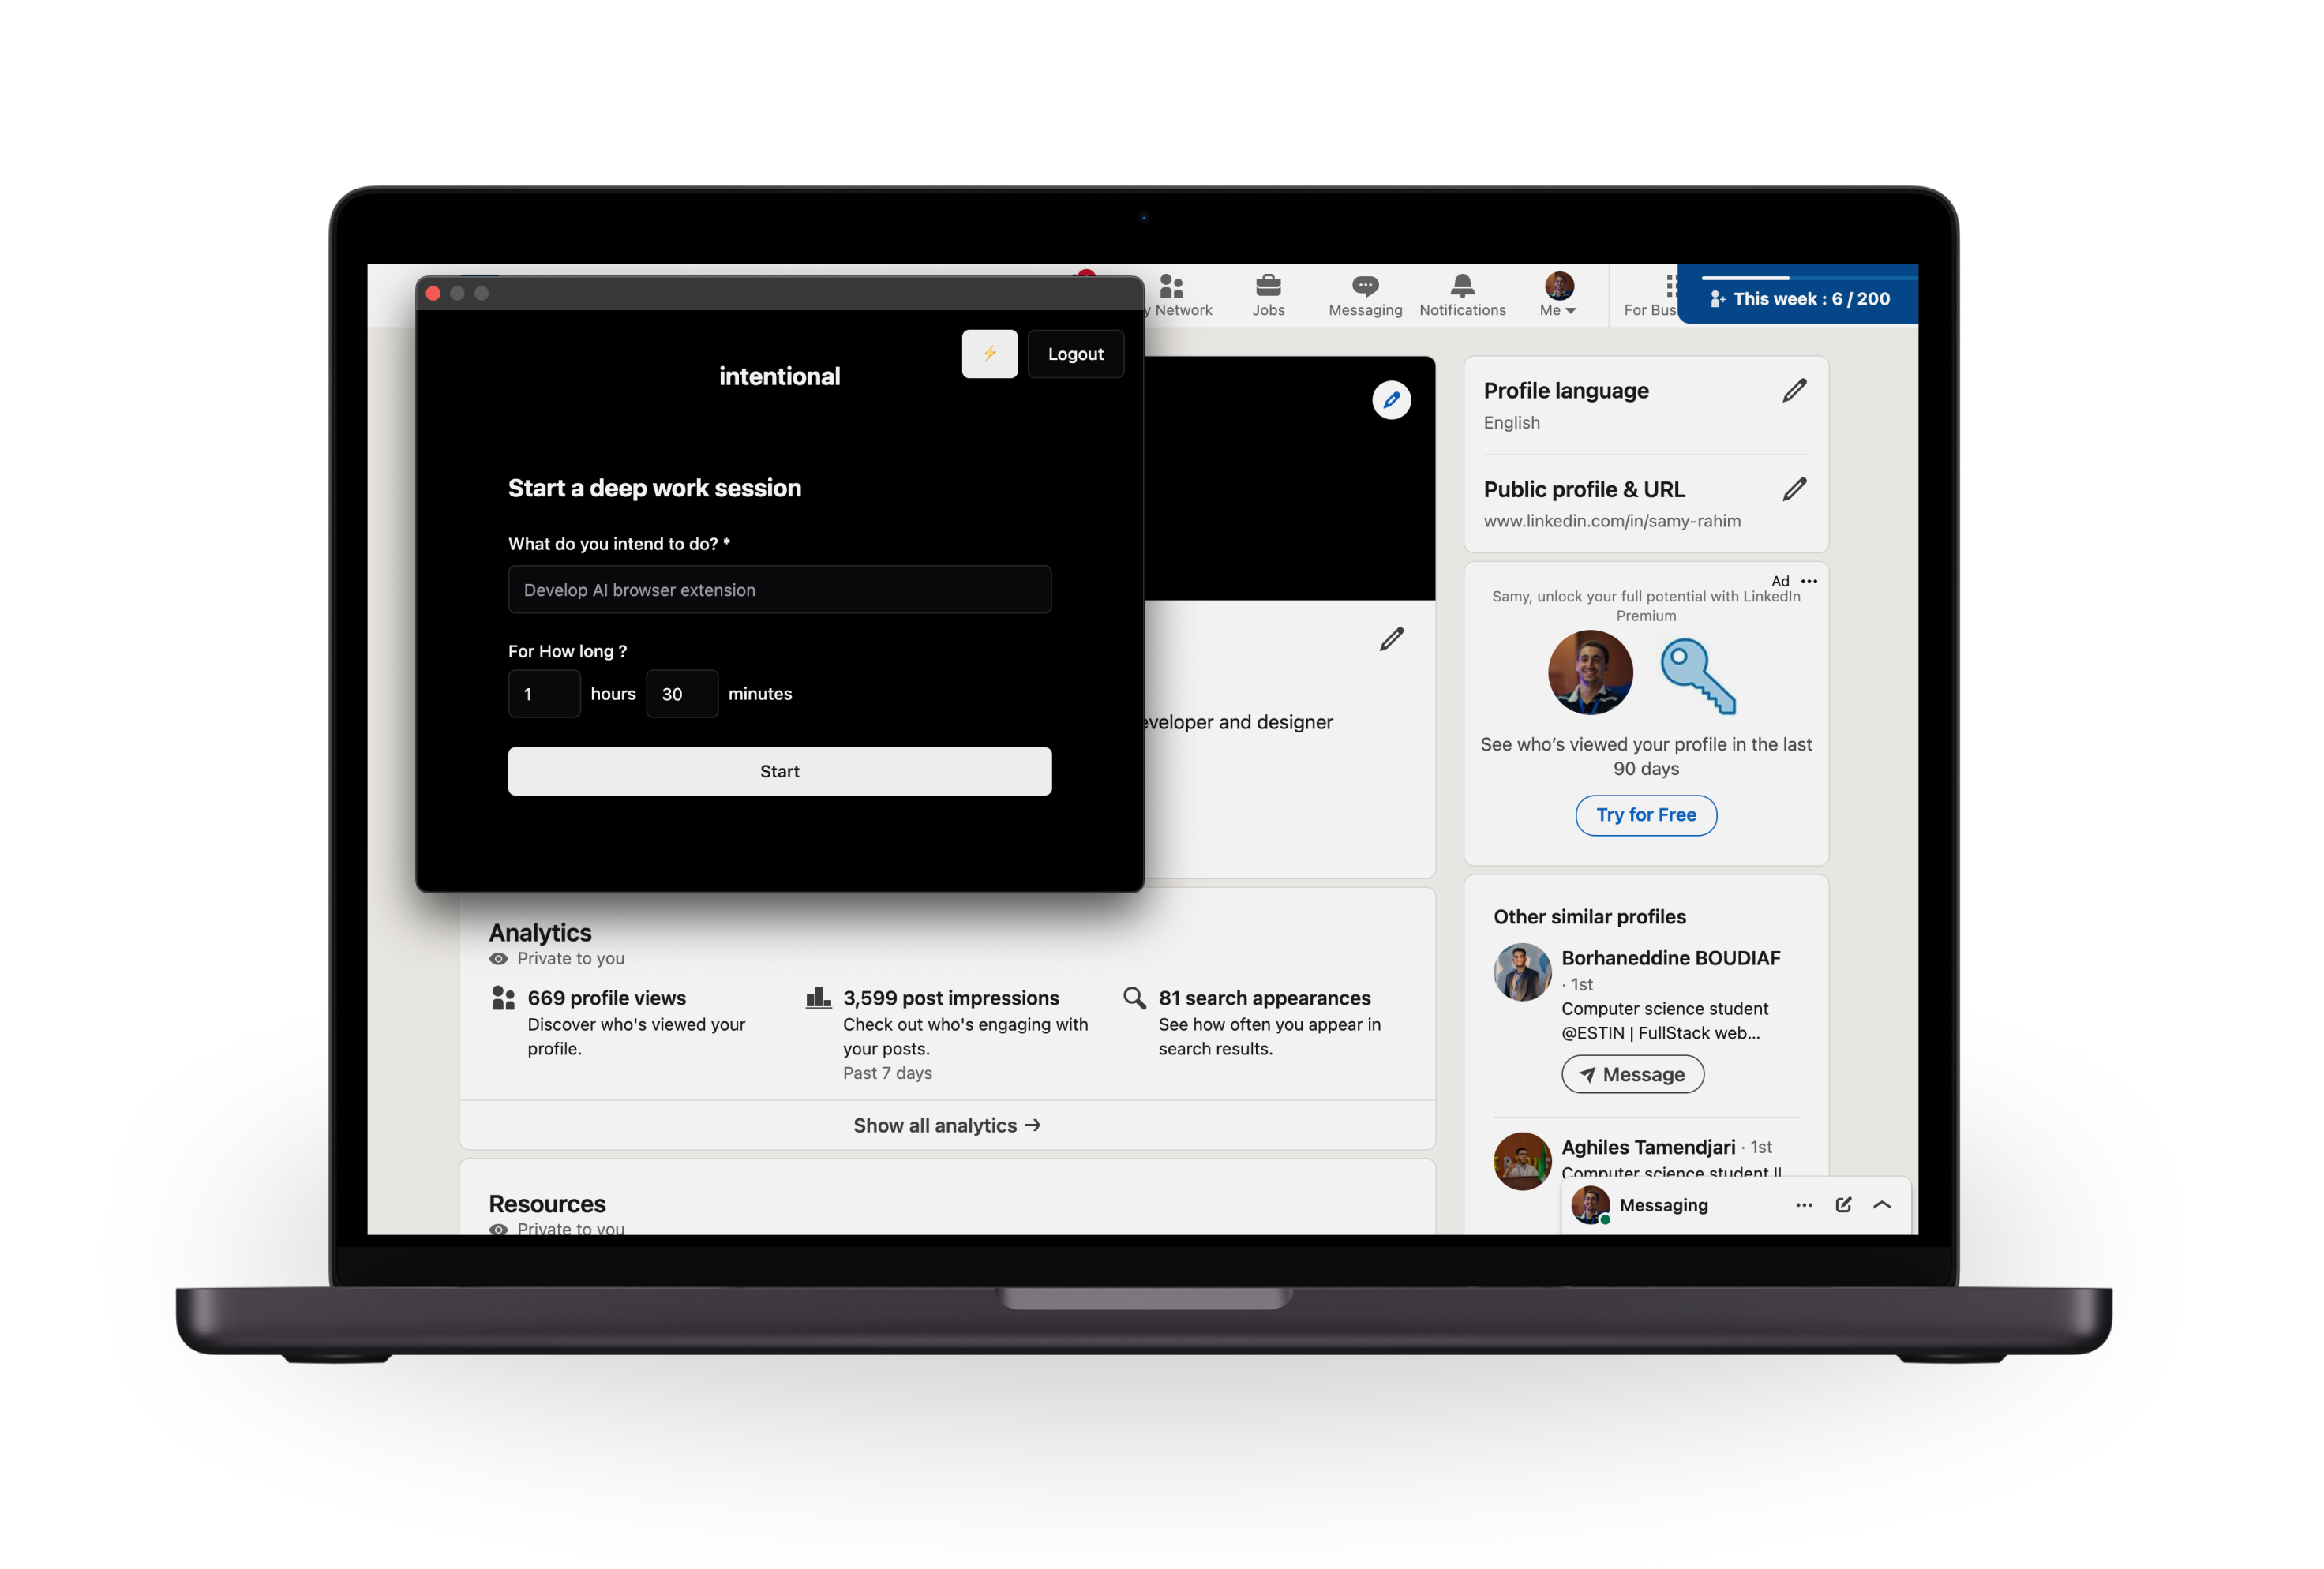 y Network
Jobs
Messaging
Notifications
Me
For Bus
This week : 6 / 200
⚡ Logout
intentional
Start a deep work session
What do you intend to do? *
Develop AI browser extension
For How long ?
1 hours 30 minutes
Start
eveloper and designer
Analytics
Private to you
669 profile views
Discover who's viewed your
profile.
3,599 post impressions
Check out who's engaging with
your posts.
Past 7 days
81 search appearances
See how often you appear in
search results.
Show all analytics →
Resources
Private to you
Profile language
English
Public profile & URL
www.linkedin.com/in/samy-rahim
Ad
Samy, unlock your full potential with LinkedIn
Premium
See who's viewed your profile in the last
90 days
Try for Free
Other similar profiles
Borhaneddine BOUDIAF
· 1st
Computer science student
@ESTIN | FullStack web...
Message
Aghiles Tamendjari · 1st
Computer science student ||
Messaging